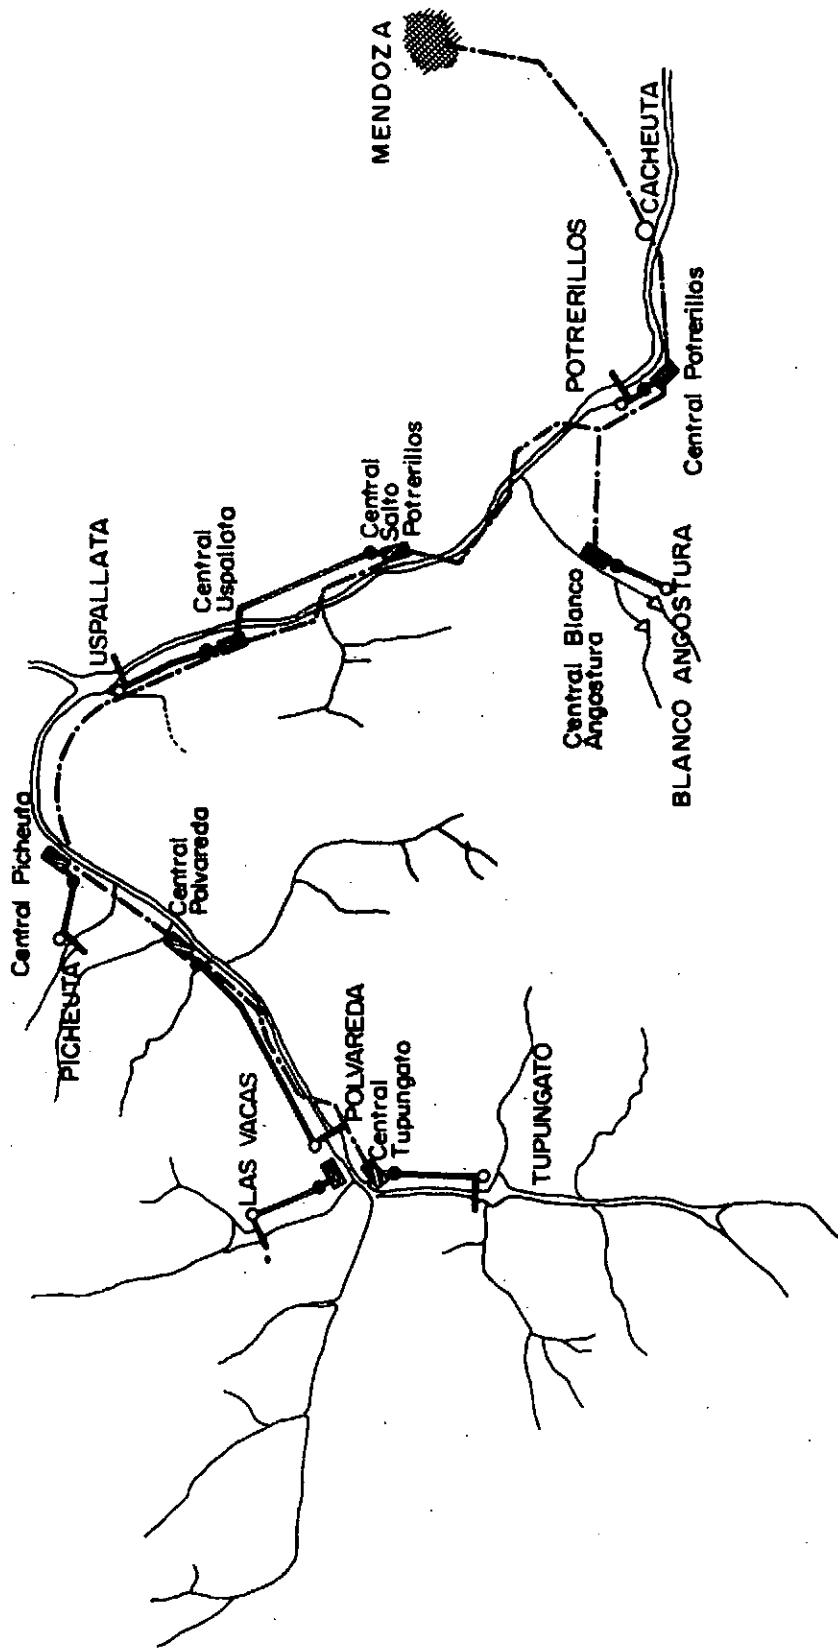 MENDOZA
CACHEUTA
POTRERILLOS
Central Potrerillos
Central
Salto
Potrerillos
Central
Uspallata
USPALLATA
Central Blanco
Angostura
BLANCO ANGOSTURA
Central Picheuta
PICHEUTA
Central
Polvareda
LAS VACAS
POLVAREDA
Central
Tupungato
TUPUNGATO